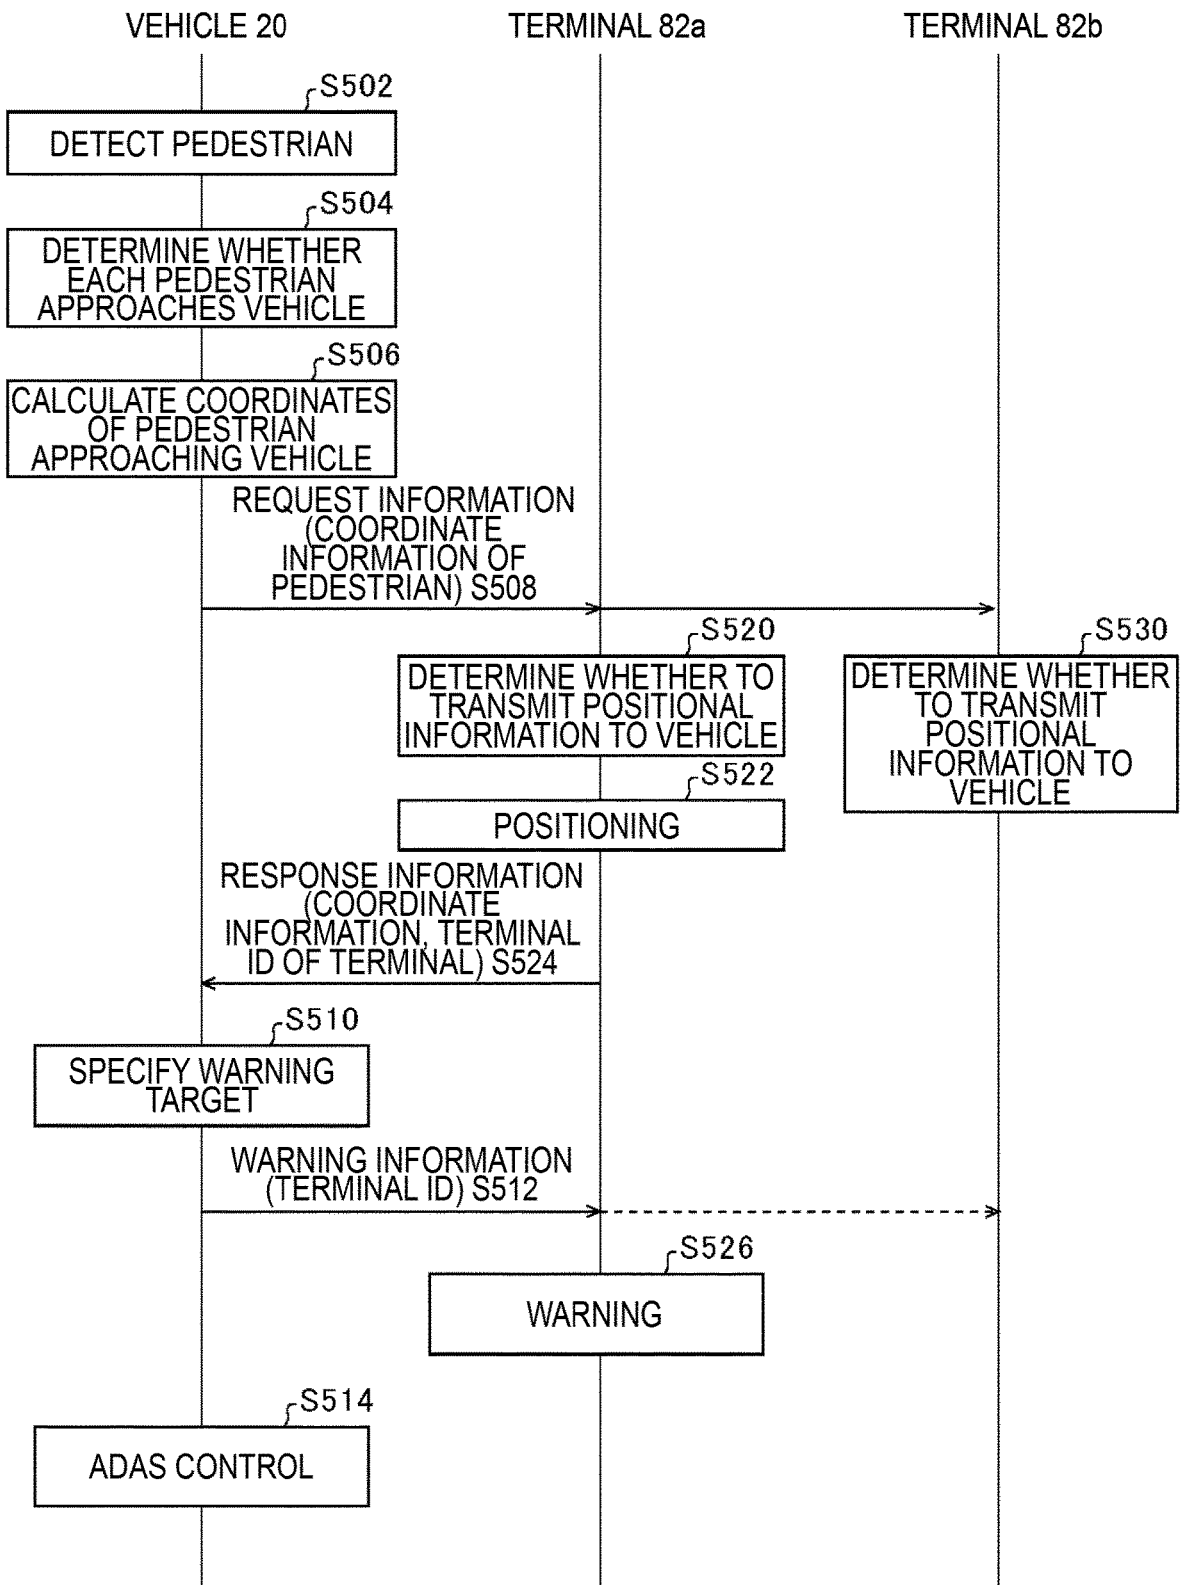 VEHICLE 20
TERMINAL 82a
TERMINAL 82b
S502
DETECT PEDESTRIAN
S504
DETERMINE WHETHER
EACH PEDESTRIAN
APPROACHES VEHICLE
S506
CALCULATE COORDINATES
OF PEDESTRIAN
APPROACHING VEHICLE
REQUEST INFORMATION
(COORDINATE
INFORMATION OF
PEDESTRIAN) S508
S520
DETERMINE WHETHER TO
TRANSMIT POSITIONAL
INFORMATION TO VEHICLE
S530
DETERMINE WHETHER
TO TRANSMIT
POSITIONAL
INFORMATION TO
VEHICLE
S522
POSITIONING
RESPONSE INFORMATION
(COORDINATE
INFORMATION, TERMINAL
ID OF TERMINAL) S524
S510
SPECIFY WARNING
TARGET
WARNING INFORMATION
(TERMINAL ID) S512
S526
WARNING
S514
ADAS CONTROL